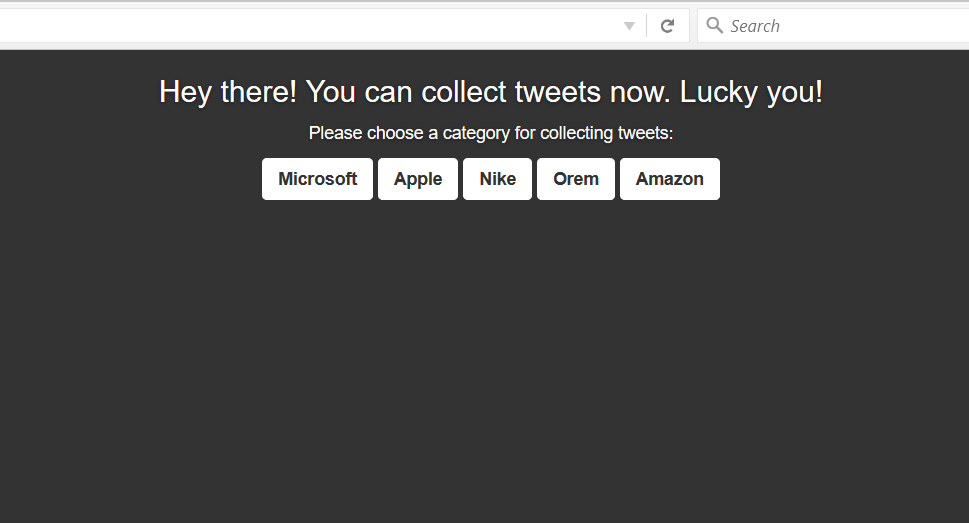 Search
Hey there! You can collect tweets now. Lucky you!
Please choose a category for collecting tweets:
Microsoft Apple Nike Orem Amazon